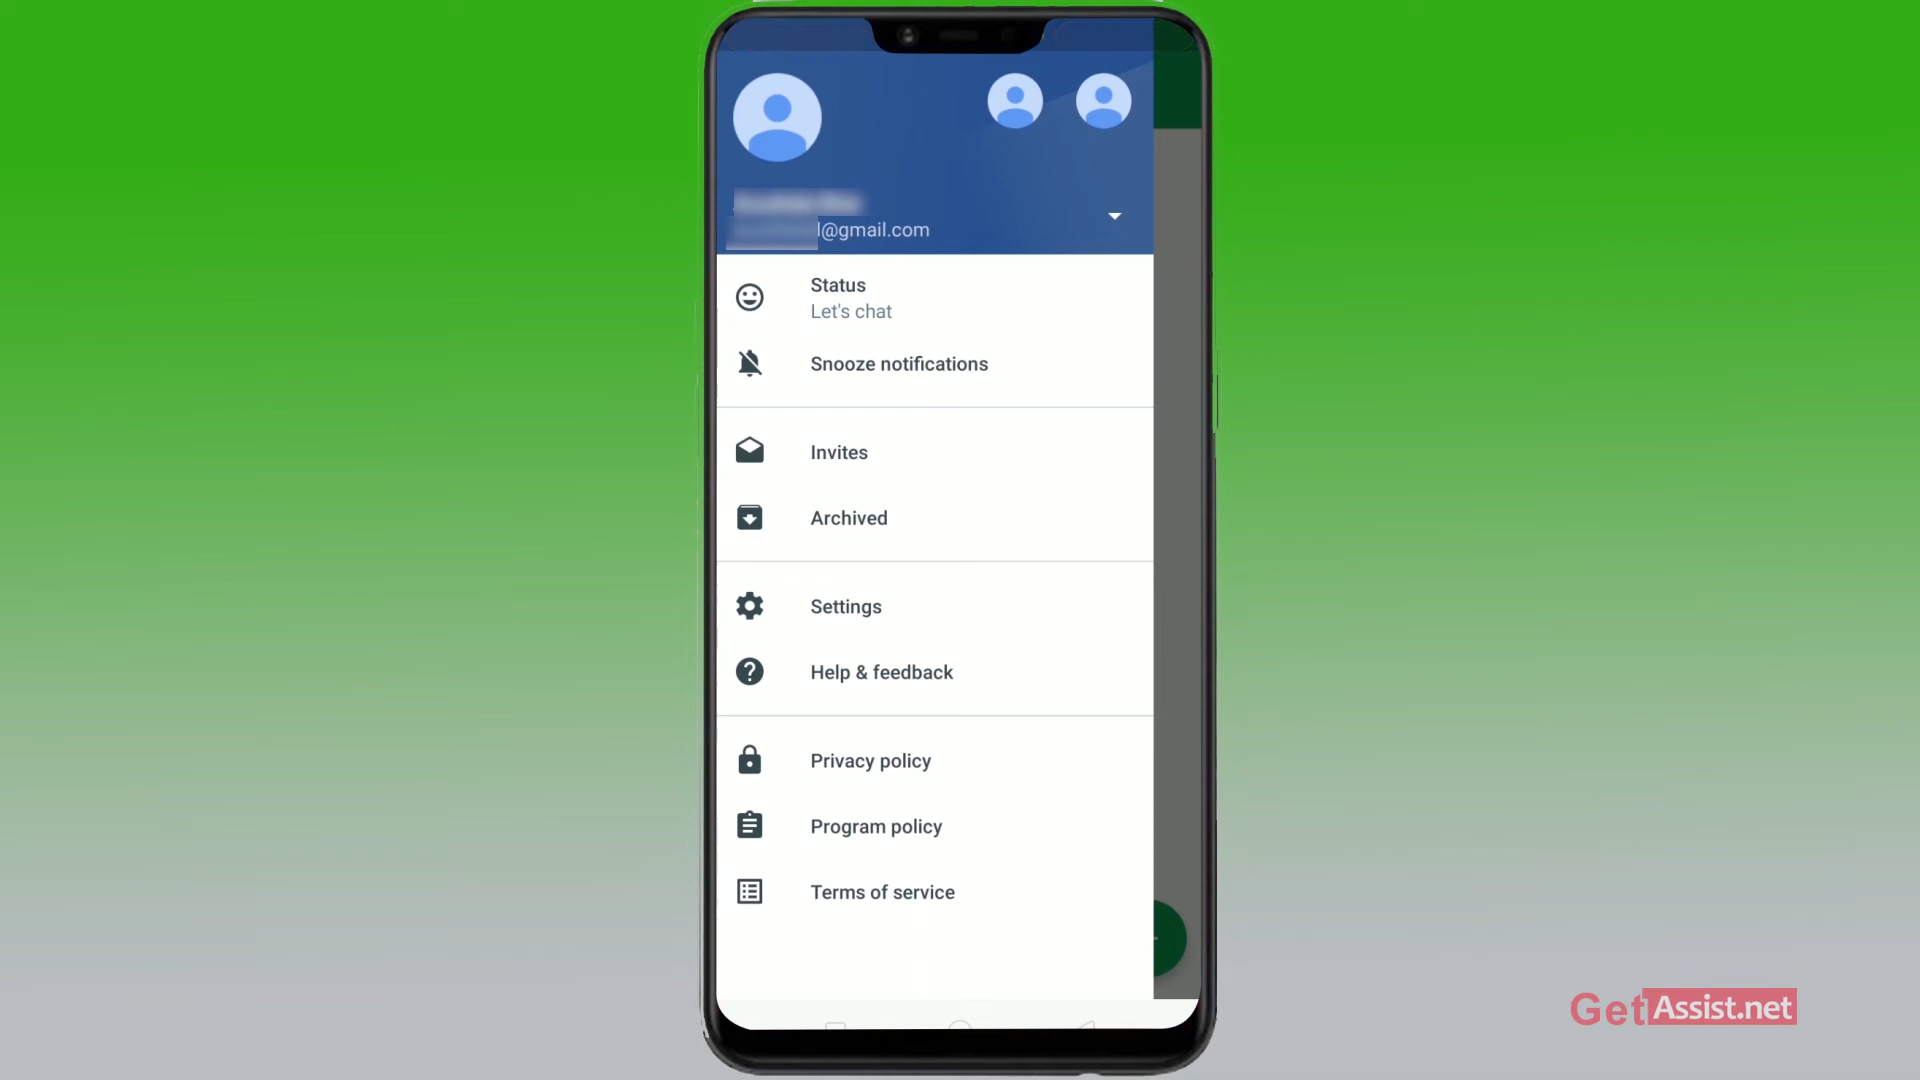 l@gmail.com
Status
Let's chat
Snooze notifications
Invites
Archived
Settings
Help & feedback
Privacy policy
Program policy
Terms of service
GetAssist.net